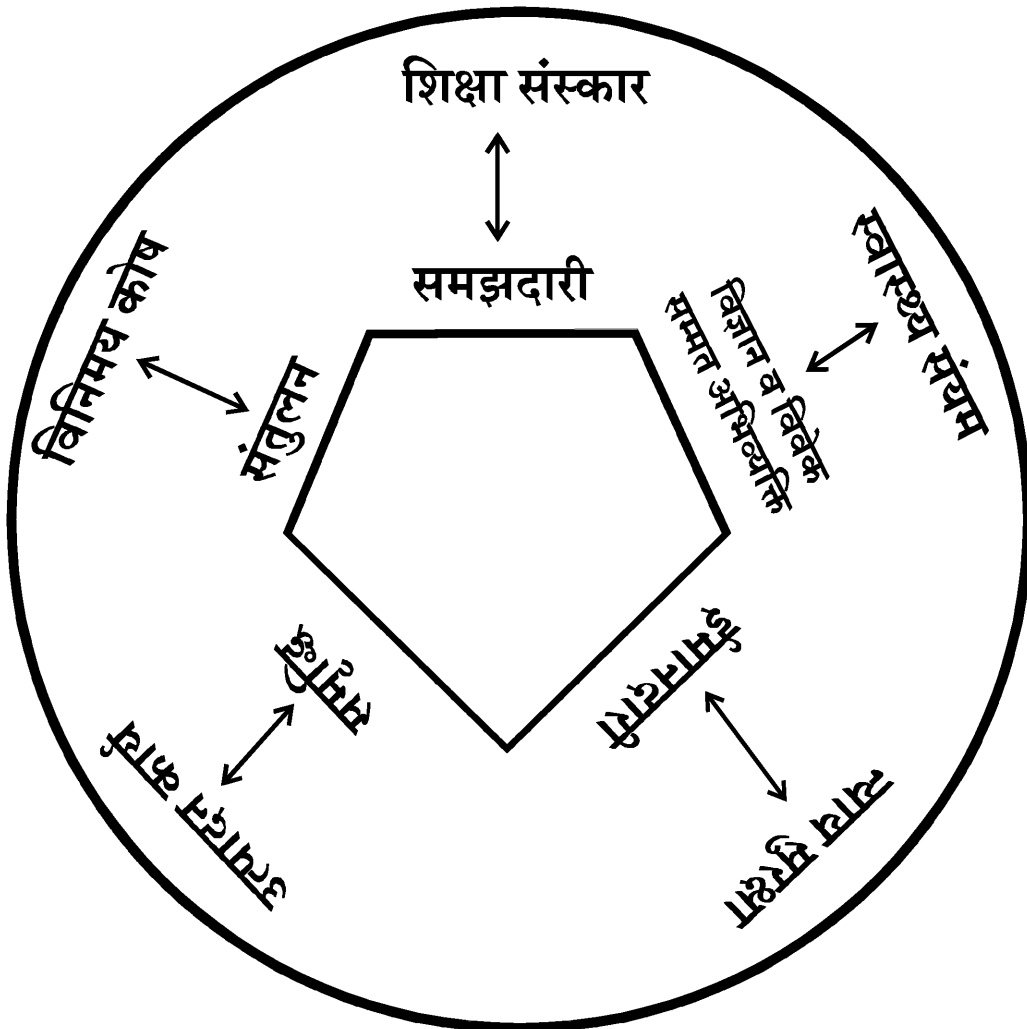 शिक्षा संस्कार
समझदारी
स्वास्थ्य संयम
विज्ञान व विवेक
सम्मत अभिव्यक्ति
ईमानदारी
न्याय सुरक्षा
समृद्धि
उत्पादन कार्य
संतुलन
विनिमय कोष